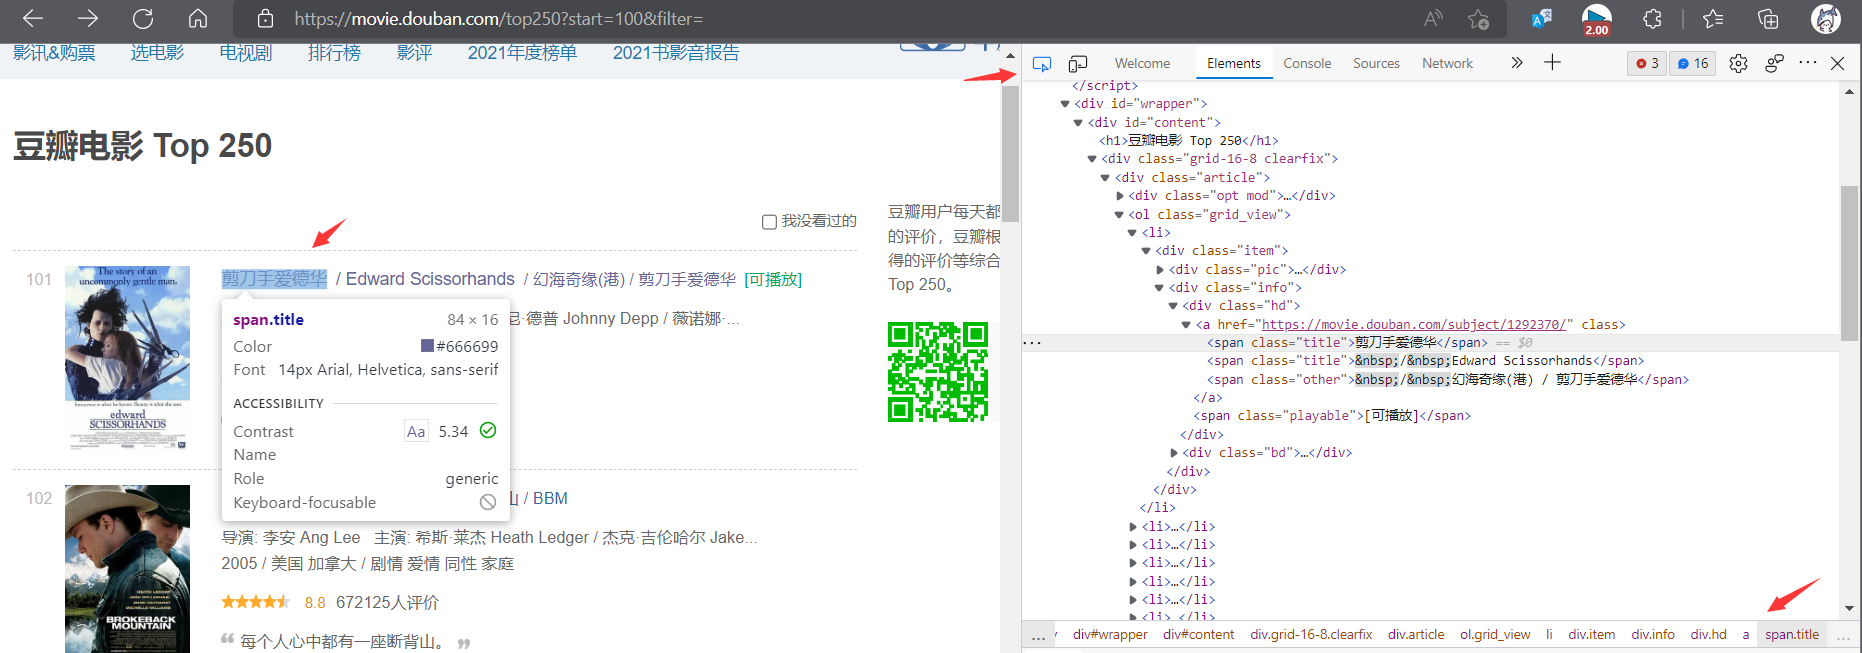 https://movie.douban.com/top250?start=100&filter=
2.00
影讯&购票 选电影 电视剧 排行榜 影评 2021年度榜单 2021书影音报告
豆瓣电影 Top 250
我没看过的
豆瓣用户每天都
的评价，豆瓣根
得的评价等综合
Top 250。
101
The story of an
uncommonly gentle man.
edward
SCISSORHANDS
剪刀手爱德华 / Edward Scissorhands / 幻海奇缘(港) / 剪刀手爱德华 [可播放]
尼·德普 Johnny Depp / 薇诺娜·...
span.title 84 × 16
Color #666699
Font 14px Arial, Helvetica, sans-serif
ACCESSIBILITY
Contrast Aa 5.34
Name
Role generic
Keyboard-focusable
102
BROKEBACK
MOUNTAIN
山 / BBM
导演: 李安 Ang Lee 主演: 希斯·莱杰 Heath Ledger / 杰克·吉伦哈尔 Jake...
2005 / 美国 加拿大 / 剧情 爱情 同性 家庭
8.8 672125人评价
“ 每个人心中都有一座断背山。 ”
Welcome Elements Console Sources Network » + 3 16
</script>
<div id="wrapper">
<div id="content">
<h1>豆瓣电影 Top 250</h1>
<div class="grid-16-8 clearfix">
<div class="article">
<div class="opt mod">…</div>
<ol class="grid_view">
<li>
<div class="item">
<div class="pic">…</div>
<div class="info">
<div class="hd">
<a href="https://movie.douban.com/subject/1292370/" class>
<span class="title">剪刀手爱德华</span> == $0
<span class="title">&nbsp;/&nbsp;Edward Scissorhands</span>
<span class="other">&nbsp;/&nbsp;幻海奇缘(港) / 剪刀手爱德华</span>
</a>
<span class="playable">[可播放]</span>
</div>
<div class="bd">…</div>
</div>
</div>
</li>
<li>…</li>
<li>…</li>
<li>…</li>
<li>…</li>
<li>…</li>
<li>…</li>
... div#wrapper div#content div.grid-16-8.clearfix div.article ol.grid_view li div.item div.info div.hd a span.title ...